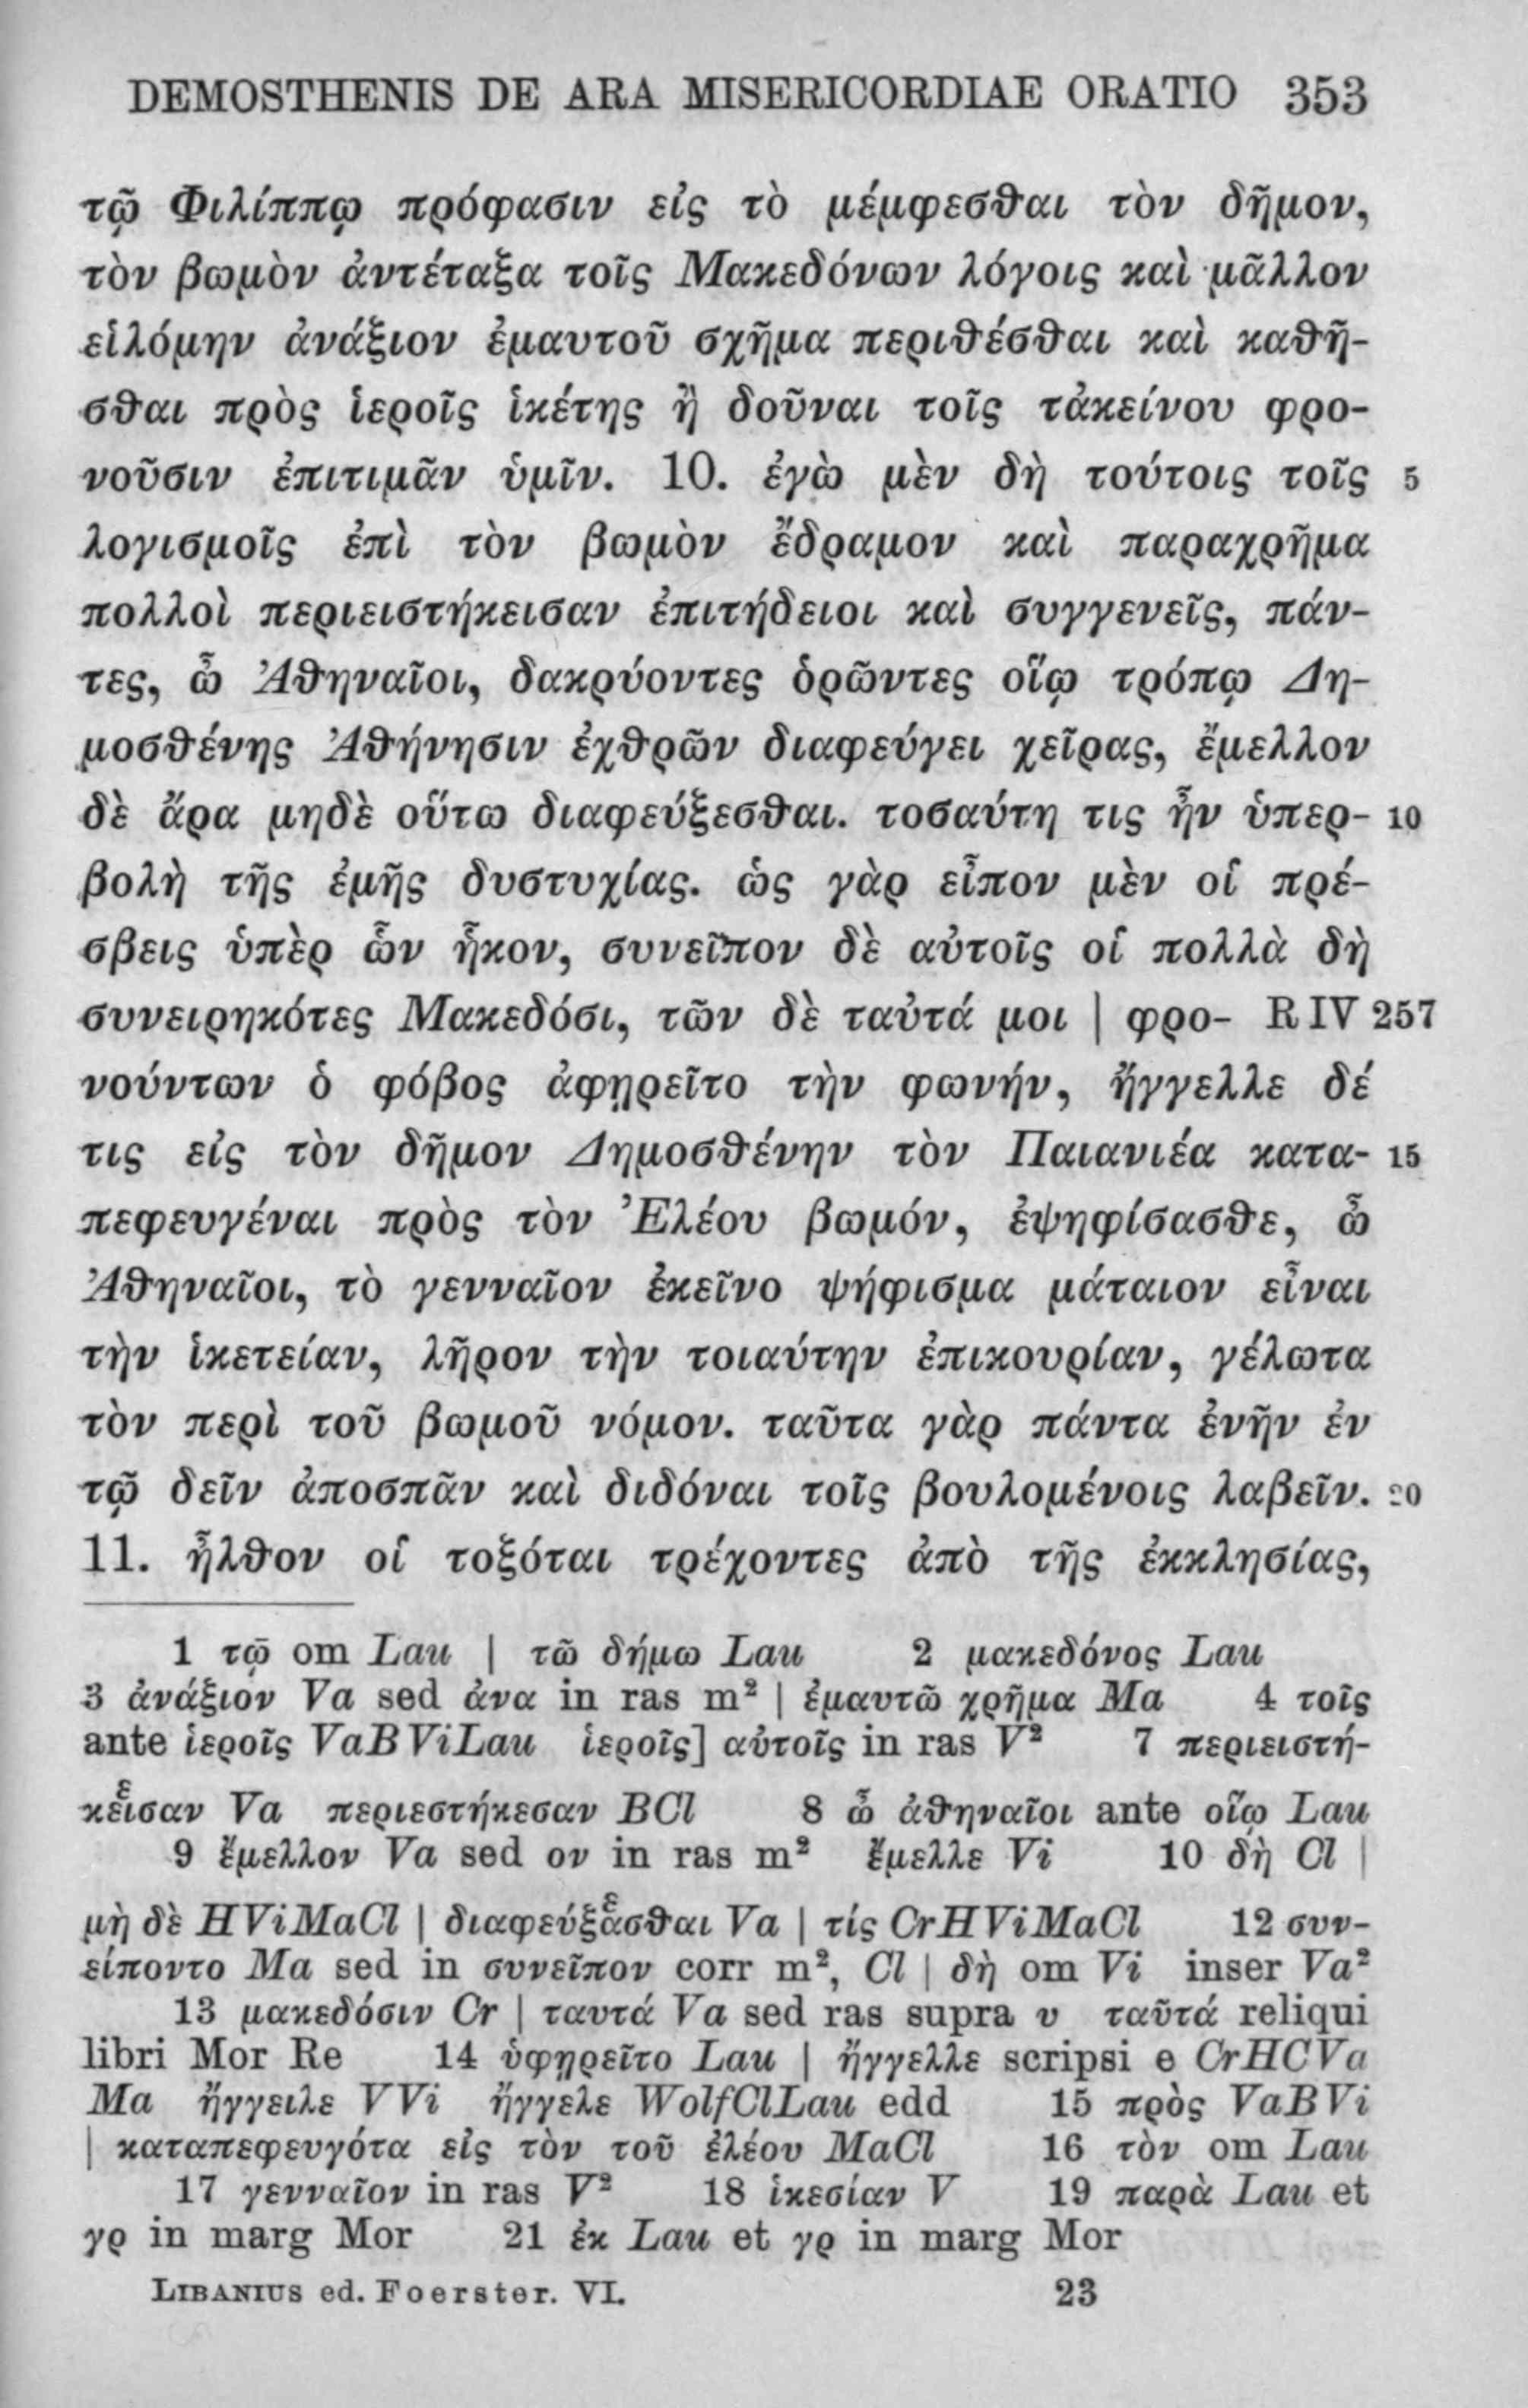 DEMOSTHENIS DE ARA MISERICORDIAE ORATIO 353
τῷ Φιλίππῳ πρόφασιν εἰς τὸ μέμφεσθαι τὸν δῆμον,
τὸν βωμὸν ἀντέταξα τοῖς Μακεδόνων λόγοις καὶ μᾶλλον
εἱλόμην ἀνάξιον ἐμαυτοῦ σχῆμα περιθέσθαι καὶ καθῆ-
σθαι πρὸς ἱεροῖς ἱκέτης ἢ δοῦναι τοῖς τἀκείνου φρο-
νοῦσιν ἐπιτιμᾶν ὑμῖν. 10. ἐγὼ μὲν δὴ τούτοις τοῖς 5
λογισμοῖς ἐπὶ τὸν βωμὸν ἔδραμον καὶ παραχρῆμα
πολλοὶ περιειστήκεισαν ἐπιτήδειοι καὶ συγγενεῖς, πάν-
τες, ὦ Ἀθηναῖοι, δακρύοντες ὁρῶντες οἵῳ τρόπῳ Δη-
μοσθένης Ἀθήνησιν ἐχθρῶν διαφεύγει χεῖρας, ἔμελλον
δὲ ἄρα μηδὲ οὕτω διαφεύξεσθαι. τοσαύτη τις ἦν ὑπερ- 10
βολὴ τῆς ἐμῆς δυστυχίας. ὡς γὰρ εἶπον μὲν οἱ πρέ-
σβεις ὑπὲρ ὧν ἧκον, συνεῖπον δὲ αὐτοῖς οἱ πολλὰ δὴ
συνειρηκότες Μακεδόσι, τῶν δὲ ταὐτά μοι | φρο- R IV 257
νούντων ὁ φόβος ἀφῃρεῖτο τὴν φωνήν, ἤγγελλε δέ
τις εἰς τὸν δῆμον Δημοσθένην τὸν Παιανιέα κατα- 15
πεφευγέναι πρὸς τὸν Ἐλέου βωμόν, ἐψηφίσασθε, ὦ
Ἀθηναῖοι, τὸ γενναῖον ἐκεῖνο ψήφισμα μάταιον εἶναι
τὴν ἱκετείαν, λῆρον τὴν τοιαύτην ἐπικουρίαν, γέλωτα
τὸν περὶ τοῦ βωμοῦ νόμον. ταῦτα γὰρ πάντα ἐνῆν ἐν
τῷ δεῖν ἀποσπᾶν καὶ διδόναι τοῖς βουλομένοις λαβεῖν. 20
11. ἦλθον οἱ τοξόται τρέχοντες ἀπὸ τῆς ἐκκλησίας,
1 τῷ om Lau | τῶ δήμω Lau 2 μακεδόνος Lau
3 ἀνάξιόν Va sed ἀνα in ras m² | ἐμαυτῶ χρῆμα Ma 4 τοῖς
ante ἱεροῖς VaBViLau ἱεροῖς] αὐτοῖς in ras V² 7 περιειστή-
κεῖσαν Va περιεστήκεσαν BCl 8 ὦ ἀθηναῖοι ante οἵῳ Lau
9 ἔμελλον Va sed ον in ras m² ἔμελλε Vi 10 δὴ Cl |
μὴ δὲ HViMaCl | διαφεύξασθαι Va | τίς CrHViMaCl 12 συν-
είποντο Ma sed in συνεῖπον corr m², Cl | δὴ om Vi inser Va²
13 μακεδόσιν Cr | ταυτά Va sed ras supra υ ταῦτά reliqui
libri Mor Re 14 ὑφῃρεῖτο Lau | ἤγγελλε scripsi e CrHCVa
Ma ἤγγειλε VVi ἤγγελε WolfClLau edd 15 πρὸς VaBVi
| καταπεφευγότα εἰς τὸν τοῦ ἐλέου MaCl 16 τὸν om Lau
17 γενναῖον in ras V² 18 ἱκεσίαν V 19 παρὰ Lau et
γρ in marg Mor 21 ἐκ Lau et γρ in marg Mor
LIBANIUS ed. Foerster. VI. 23